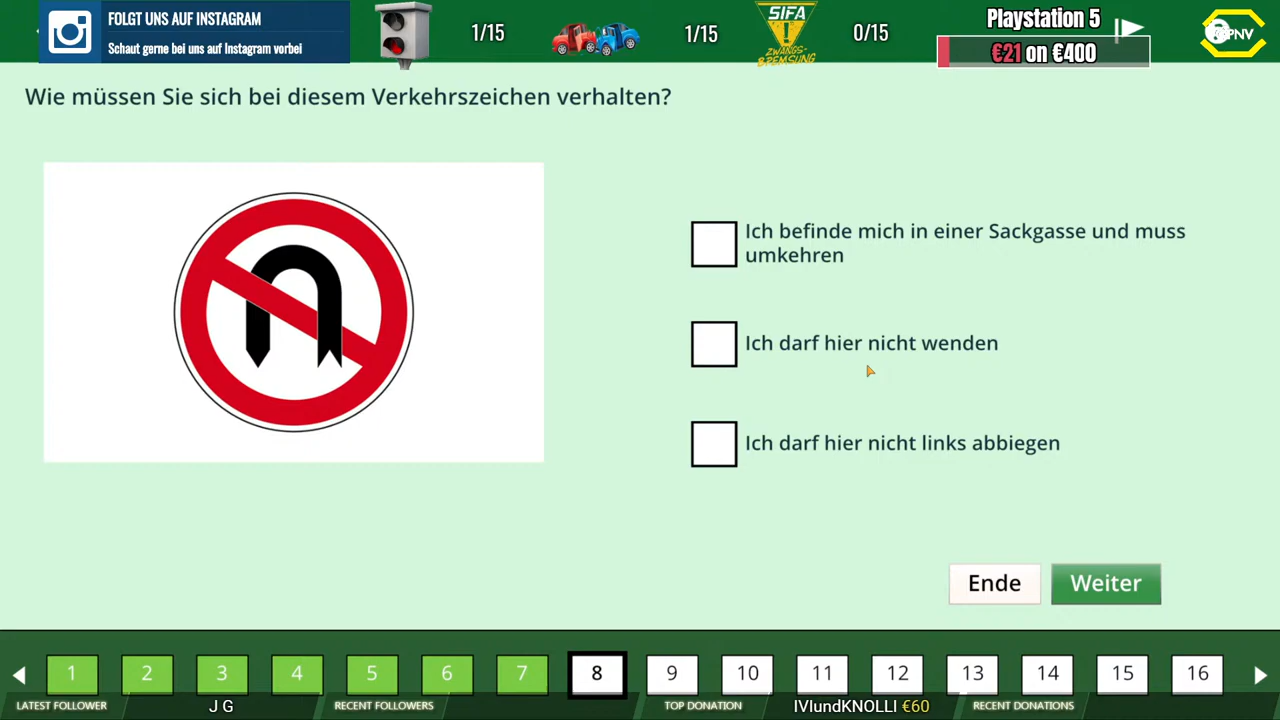 FOLGT UNS AUF INSTAGRAM
Schaut gerne bei uns auf Instagram vorbei
1/15
1/15
SIFA
ZWANGS-
BREMSUNG
0/15
Playstation 5
€21 on €400
ÖPNV
Wie müssen Sie sich bei diesem Verkehrszeichen verhalten?
Ich befinde mich in einer Sackgasse und muss
umkehren
Ich darf hier nicht wenden
Ich darf hier nicht links abbiegen
Ende
Weiter
1 2 3 4 5 6 7 8 9 10 11 12 13 14 15 16
LATEST FOLLOWER
J G
RECENT FOLLOWERS
TOP DONATION
IVlundKNOLLI €60
RECENT DONATIONS